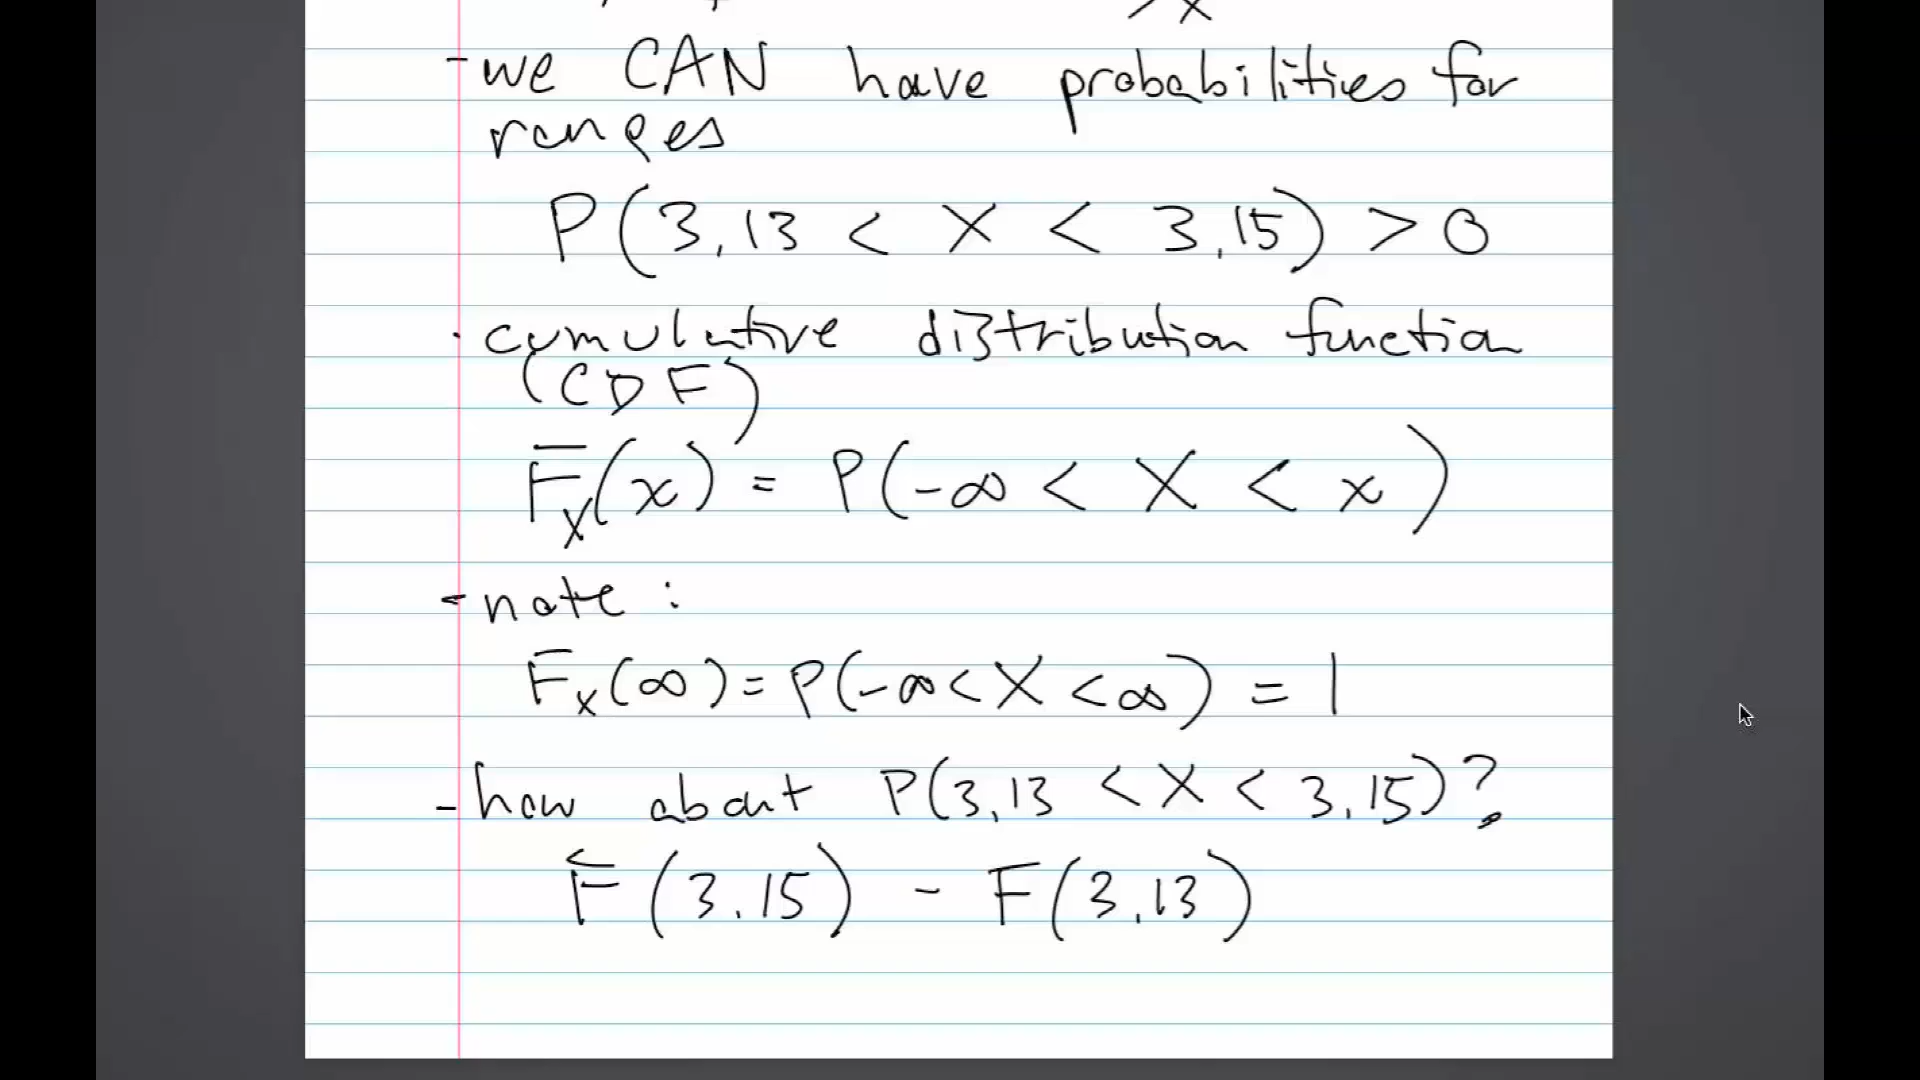 > x
- we CAN have probabilities for
ranges
P(3.13 < X < 3.15) > 0
· cumulative distribution function
(CDF)
F_X(x) = P(-∞ < X < x)
- note :
F_X(∞) = P(-∞ < X < ∞) = 1
- how about P(3.13 < X < 3.15)?
F(3.15) - F(3.13)